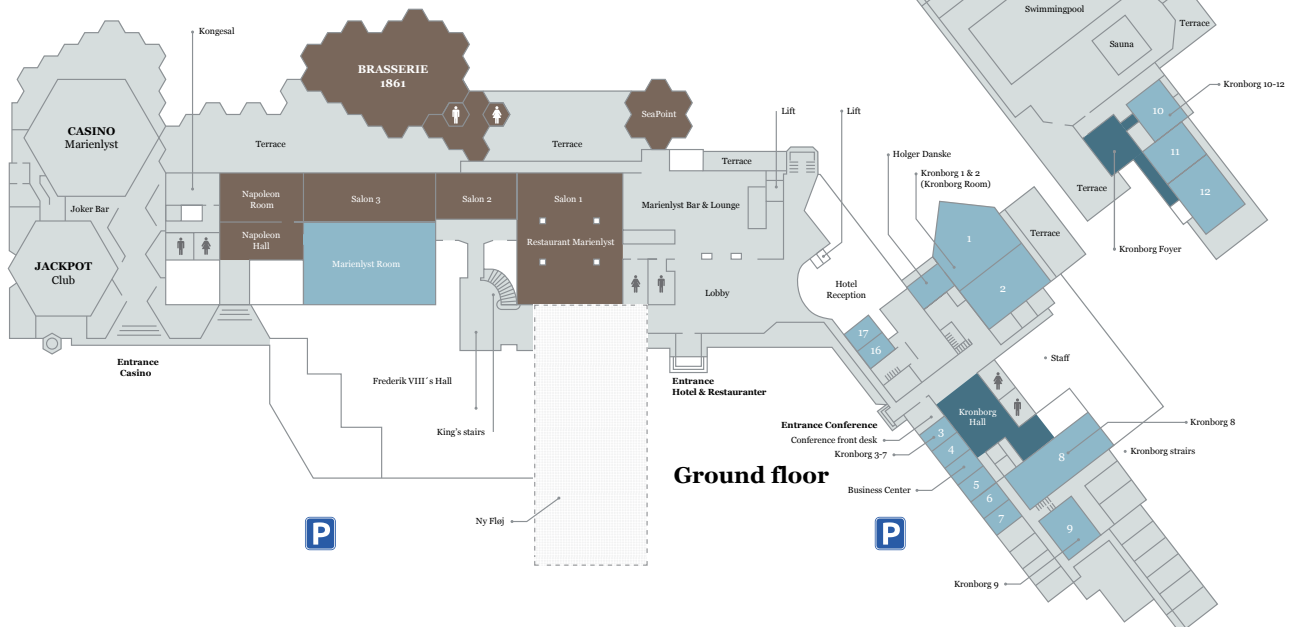 Swimmingpool
Terrace
Sauna
Kongesal
BRASSERIE
1861
Kronborg 10-12
CASINO
Marienlyst
SeaPoint
Lift
Lift
10
Terrace
Terrace
Terrace
Holger Danske
Kronborg 1 & 2
(Kronborg Room)
11
Terrace
12
Joker Bar
Napoleon
Room
Salon 3
Salon 2
Salon 1
Marienlyst Bar & Lounge
Napoleon
Hall
Restaurant Marienlyst
1
Terrace
Kronborg Foyer
JACKPOT
Club
Marienlyst Room
Lobby
Hotel
Reception
2
17
16
Entrance
Casino
Staff
Frederik VIII´s Hall
Entrance
Hotel & Restauranter
Kronborg
Hall
King's stairs
Entrance Conference
Conference front desk
Kronborg 3-7
3
4
Kronborg 8
8
Kronborg strairs
Ground floor
Business Center
5
6
7
Ny Fløj
P
P
9
Kronborg 9